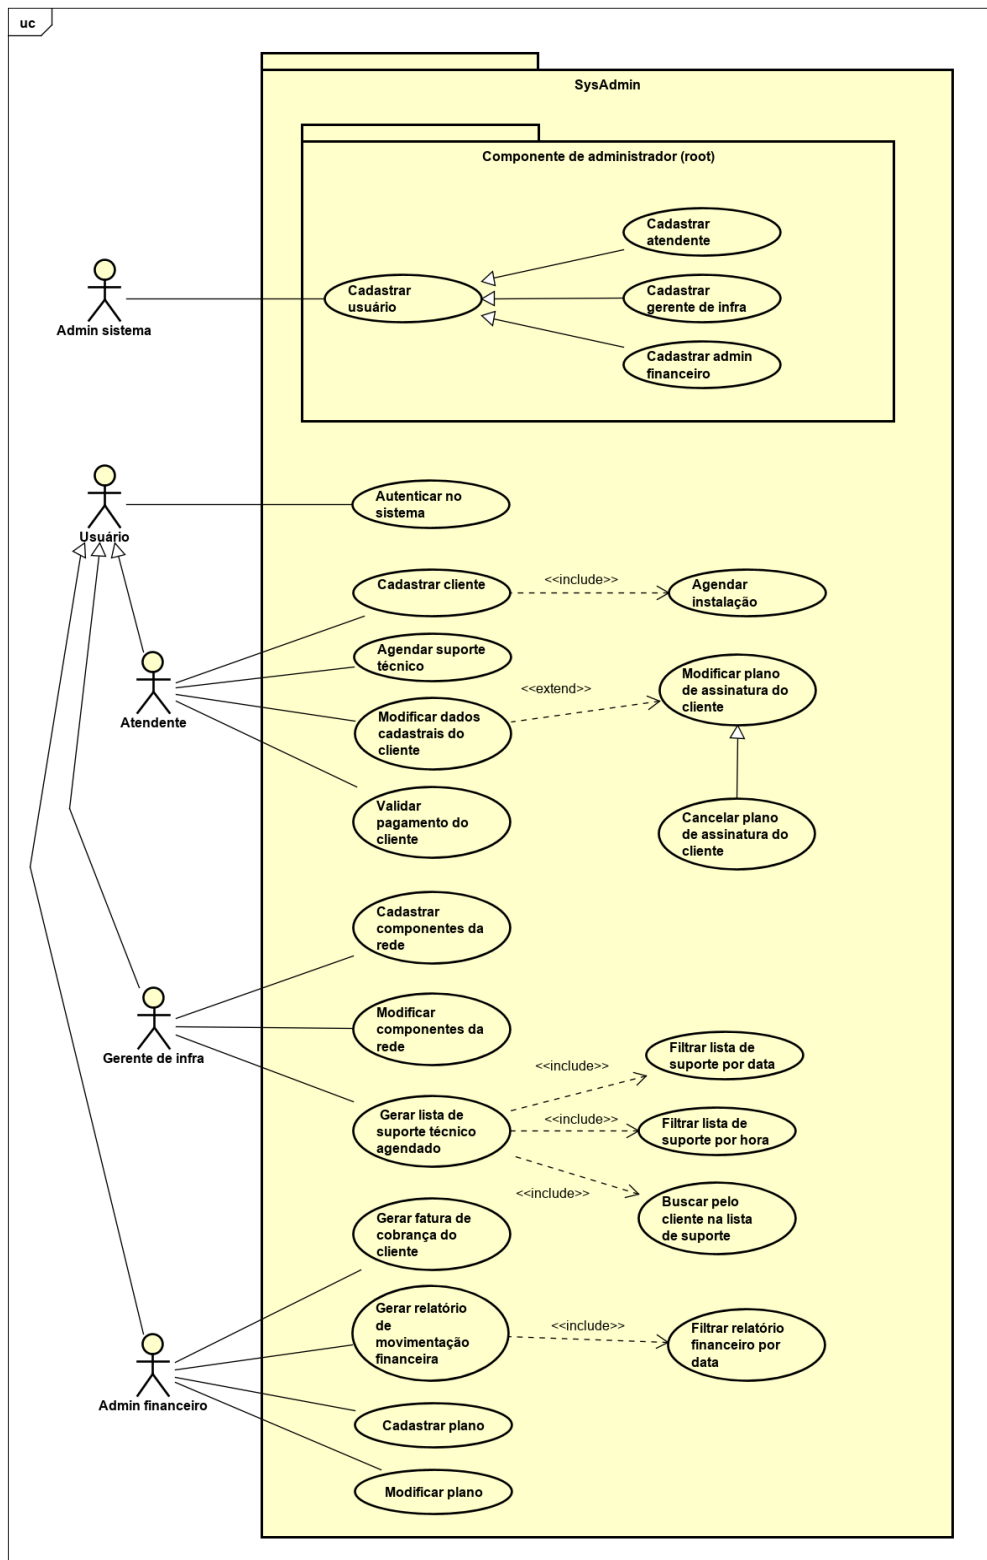 uc
SysAdmin
Componente de administrador (root)
Cadastrar
atendente
Cadastrar
usuário
Cadastrar
gerente de infra
Cadastrar admin
financeiro
Admin sistema
Usuário
Autenticar no
sistema
Cadastrar cliente
<<include>>
Agendar
instalação
Agendar suporte
técnico
Atendente
Modificar dados
cadastrais do
cliente
<<extend>>
Modificar plano
de assinatura do
cliente
Validar
pagamento do
cliente
Cancelar plano
de assinatura do
cliente
Cadastrar
componentes da
rede
Gerente de infra
Modificar
componentes da
rede
Gerar lista de
suporte técnico
agendado
<<include>>
Filtrar lista de
suporte por data
<<include>>
Filtrar lista de
suporte por hora
<<include>>
Buscar pelo
cliente na lista
de suporte
Gerar fatura de
cobrança do
cliente
Gerar relatório
de
movimentação
financeira
<<include>>
Filtrar relatório
financeiro por
data
Admin financeiro
Cadastrar plano
Modificar plano